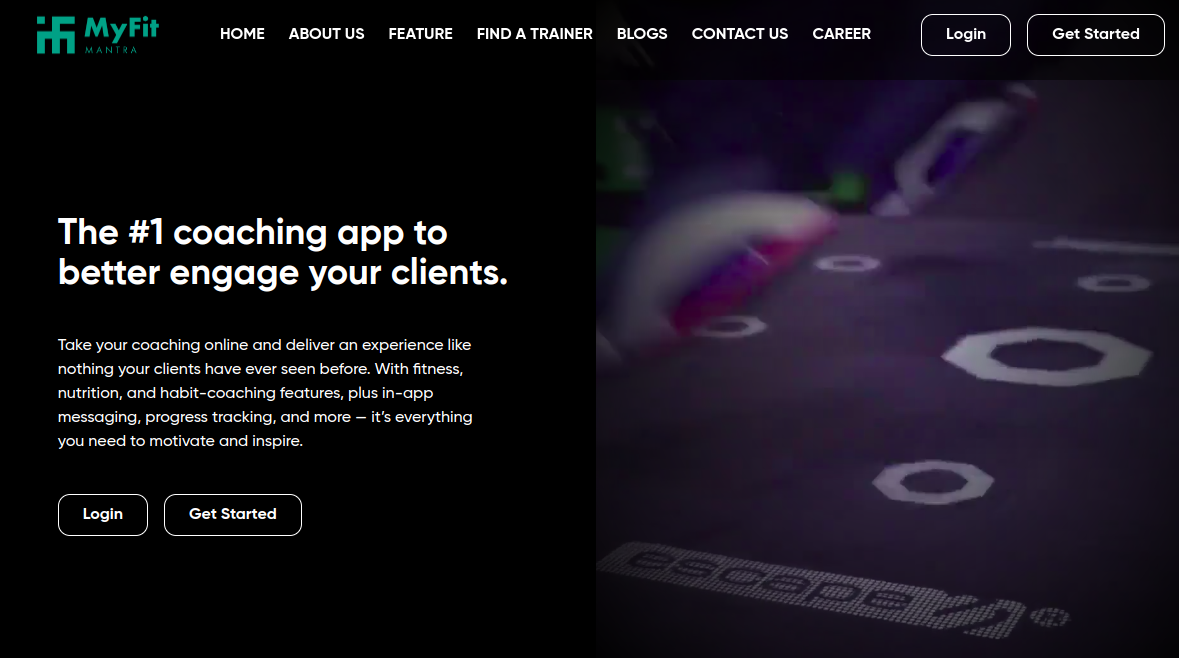 MyFit
MANTRA
HOME ABOUT US FEATURE FIND A TRAINER BLOGS CONTACT US CAREER Login Get Started
The #1 coaching app to
better engage your clients.
Take your coaching online and deliver an experience like
nothing your clients have ever seen before. With fitness,
nutrition, and habit-coaching features, plus in-app
messaging, progress tracking, and more — it’s everything
you need to motivate and inspire.
Login Get Started
escape